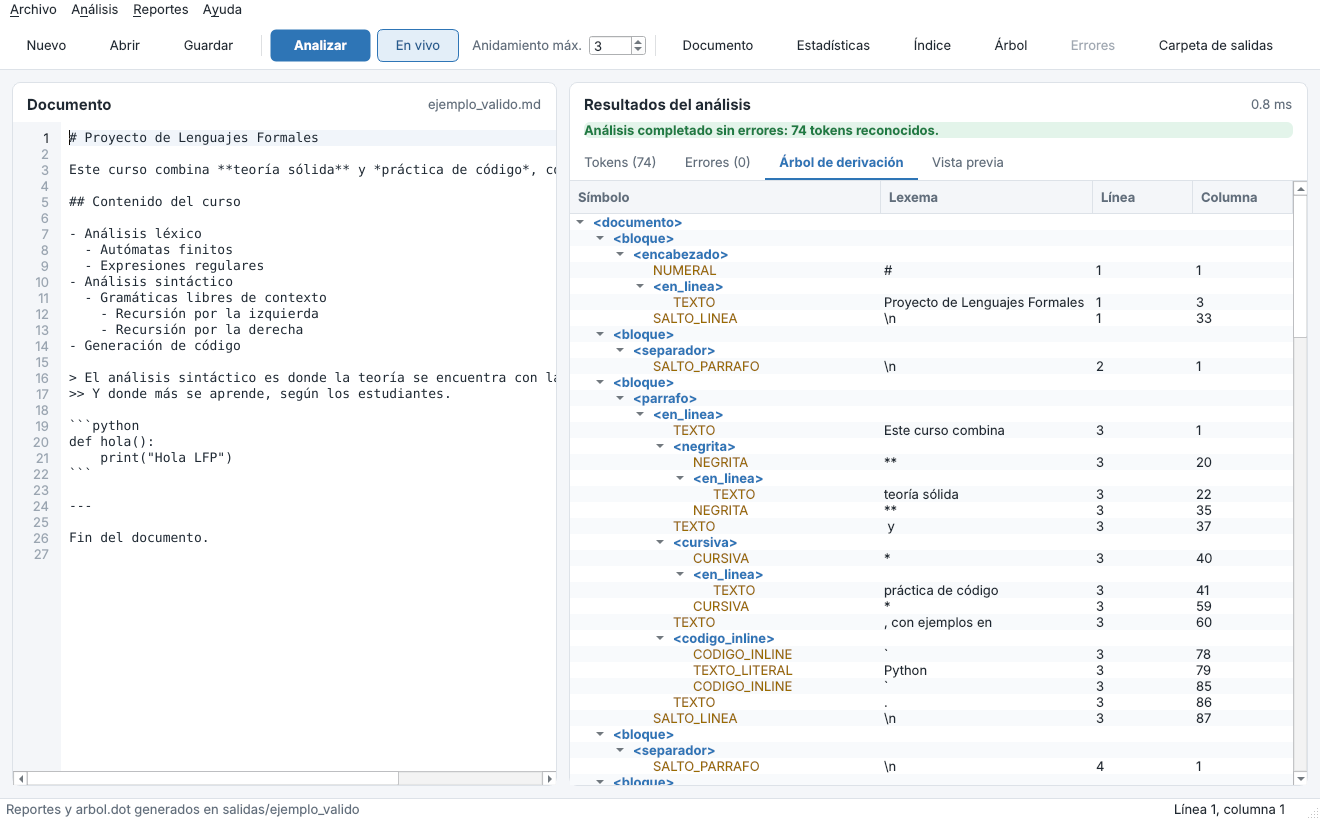 Archivo Análisis Reportes Ayuda
Nuevo Abrir Guardar Analizar En vivo Anidamiento máx. 3 Documento Estadísticas Índice Árbol Errores Carpeta de salidas
Documento ejemplo_valido.md
1 # Proyecto de Lenguajes Formales
2
3 Este curso combina **teoría sólida** y *práctica de código*, co
4
5 ## Contenido del curso
6
7 - Análisis léxico
8   - Autómatas finitos
9   - Expresiones regulares
10 - Análisis sintáctico
11   - Gramáticas libres de contexto
12     - Recursión por la izquierda
13     - Recursión por la derecha
14 - Generación de código
15
16 > El análisis sintáctico es donde la teoría se encuentra con la
17 >> Y donde más se aprende, según los estudiantes.
18
19 ```python
20 def hola():
21     print("Hola LFP")
22 ```
23
24 ---
25
26 Fin del documento.
27
Resultados del análisis 0.8 ms
Análisis completado sin errores: 74 tokens reconocidos.
Tokens (74) Errores (0) Árbol de derivación Vista previa
Símbolo Lexema Línea Columna
<documento>
<bloque>
<encabezado>
NUMERAL # 1 1
<en_linea>
TEXTO Proyecto de Lenguajes Formales 1 3
SALTO_LINEA \n 1 33
<bloque>
<separador>
SALTO_PARRAFO \n 2 1
<bloque>
<parrafo>
<en_linea>
TEXTO Este curso combina 3 1
<negrita>
NEGRITA ** 3 20
<en_linea>
TEXTO teoría sólida 3 22
NEGRITA ** 3 35
TEXTO y 3 37
<cursiva>
CURSIVA * 3 40
<en_linea>
TEXTO práctica de código 3 41
CURSIVA * 3 59
TEXTO , con ejemplos en 3 60
<codigo_inline>
CODIGO_INLINE ` 3 78
TEXTO_LITERAL Python 3 79
CODIGO_INLINE ` 3 85
TEXTO . 3 86
SALTO_LINEA \n 3 87
<bloque>
<separador>
SALTO_PARRAFO \n 4 1
<bloque>
Reportes y arbol.dot generados en salidas/ejemplo_valido Línea 1, columna 1